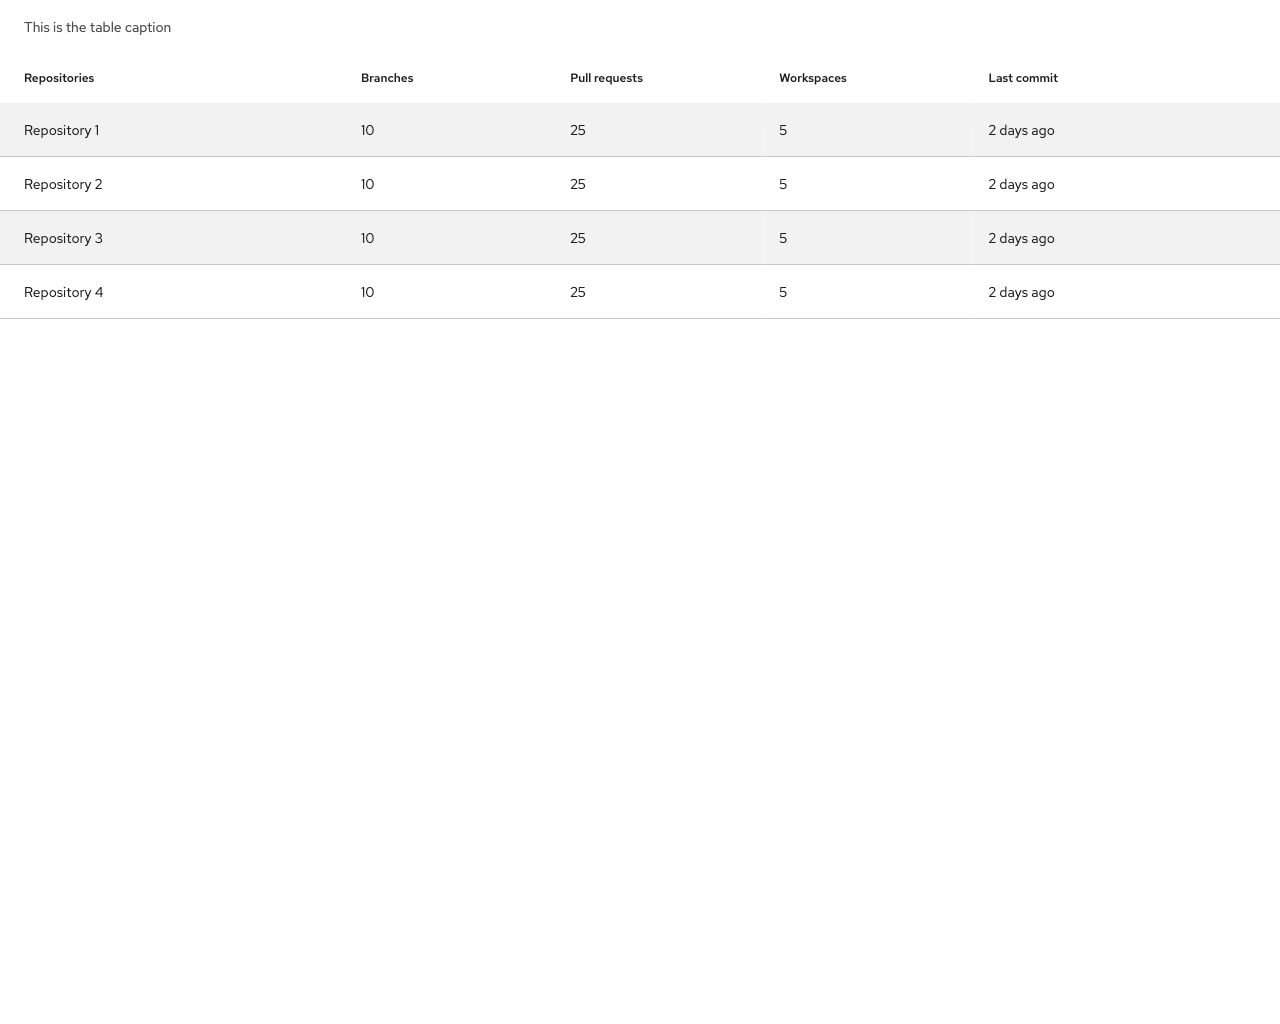 This is the table caption
Repositories Branches Pull requests Workspaces Last commit
Repository 1 10 25 5 2 days ago
Repository 2 10 25 5 2 days ago
Repository 3 10 25 5 2 days ago
Repository 4 10 25 5 2 days ago